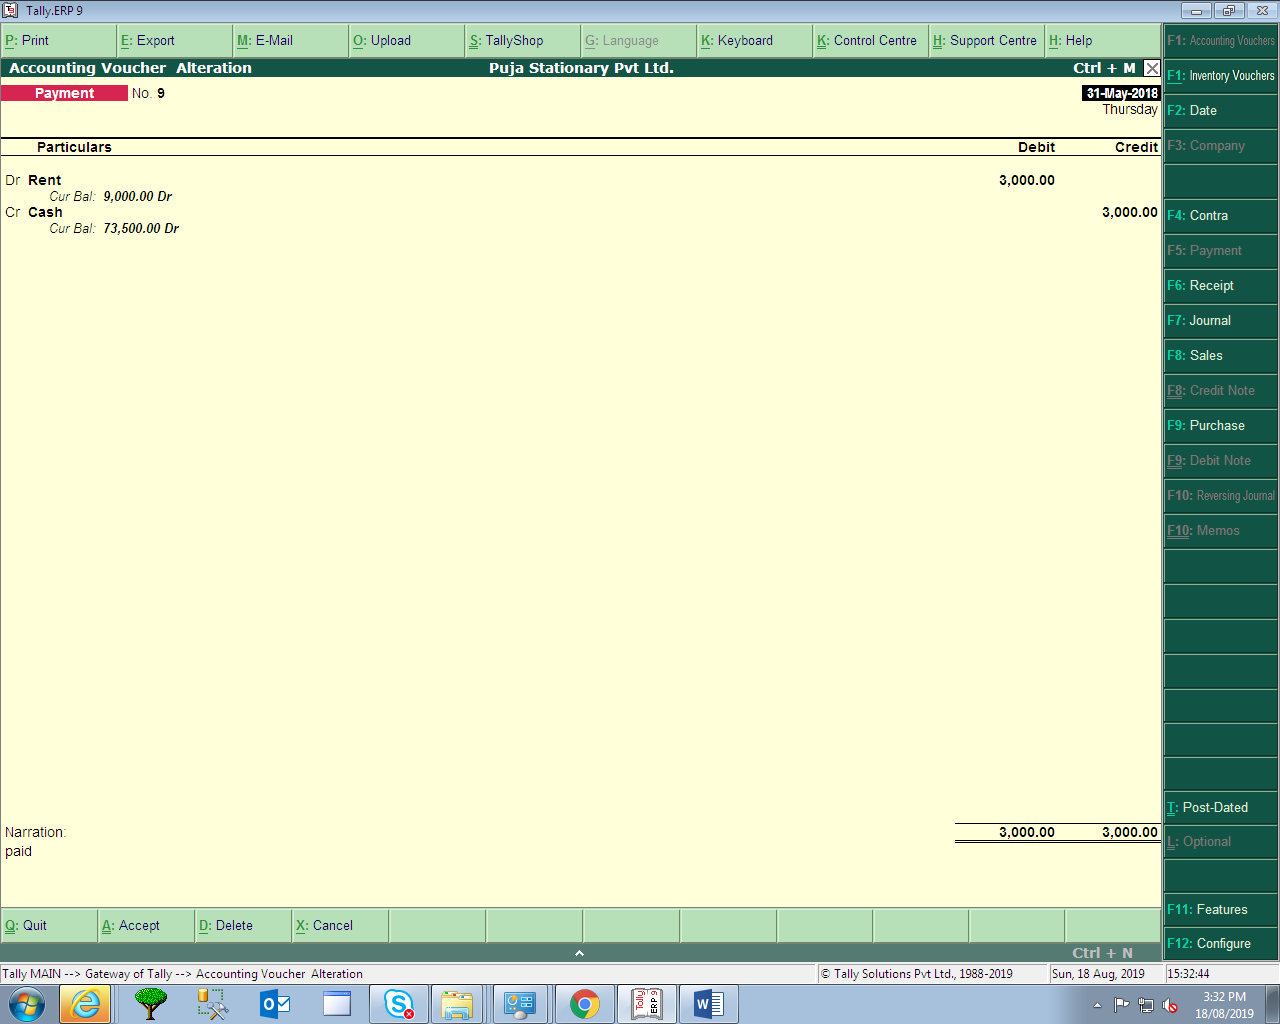 Tally.ERP 9
P: Print E: Export M: E-Mail O: Upload S: TallyShop G: Language K: Keyboard K: Control Centre H: Support Centre H: Help
Accounting Voucher Alteration Puja Stationary Pvt Ltd. Ctrl + M
Payment No. 9 31-May-2018
Thursday
Particulars Debit Credit
Dr Rent 3,000.00
Cur Bal: 9,000.00 Dr
Cr Cash 3,000.00
Cur Bal: 73,500.00 Dr
Narration: 3,000.00 3,000.00
paid
Q: Quit A: Accept D: Delete X: Cancel
Ctrl + N
F1: Accounting Vouchers
F1: Inventory Vouchers
F2: Date
F3: Company
F4: Contra
F5: Payment
F6: Receipt
F7: Journal
F8: Sales
F8: Credit Note
F9: Purchase
F9: Debit Note
F10: Reversing Journal
F10: Memos
T: Post-Dated
L: Optional
F11: Features
F12: Configure
Tally MAIN --> Gateway of Tally --> Accounting Voucher Alteration © Tally Solutions Pvt Ltd., 1988-2019 Sun, 18 Aug, 2019 15:32:44
3:32 PM
18/08/2019